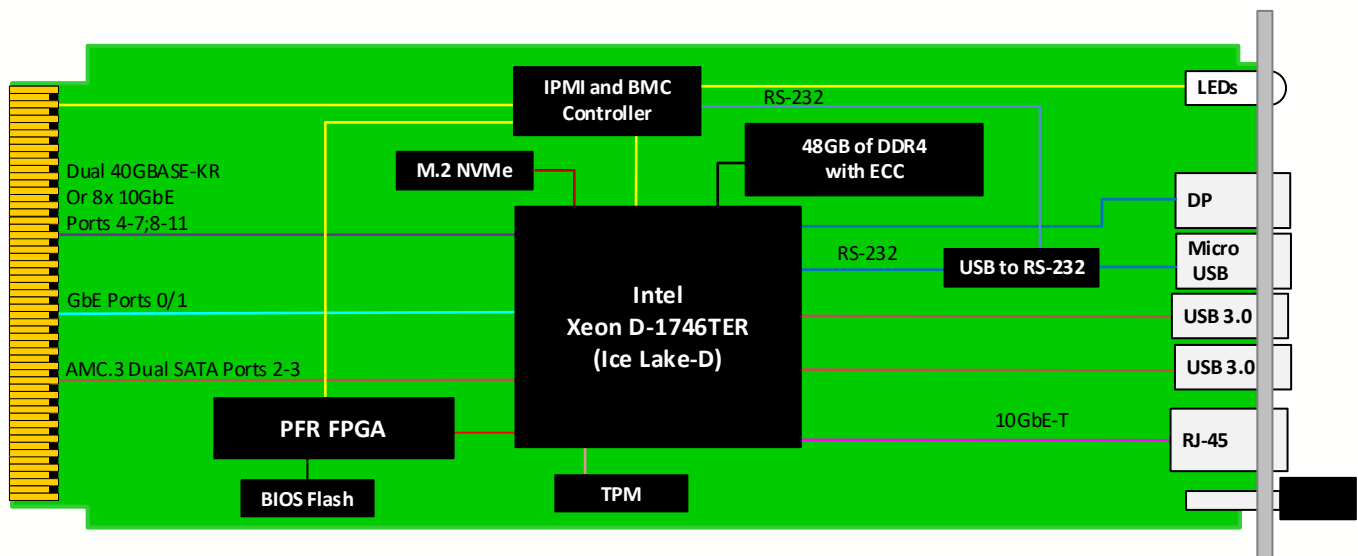 IPMI and BMC
Controller
RS-232
LEDs
48GB of DDR4
with ECC
M.2 NVMe
Dual 40GBASE-KR
Or 8x 10GbE
Ports 4-7;8-11
DP
RS-232
USB to RS-232
Micro
USB
GbE Ports 0/1
Intel
Xeon D-1746TER
(Ice Lake-D)
USB 3.0
AMC.3 Dual SATA Ports 2-3
USB 3.0
PFR FPGA
10GbE-T
RJ-45
BIOS Flash
TPM